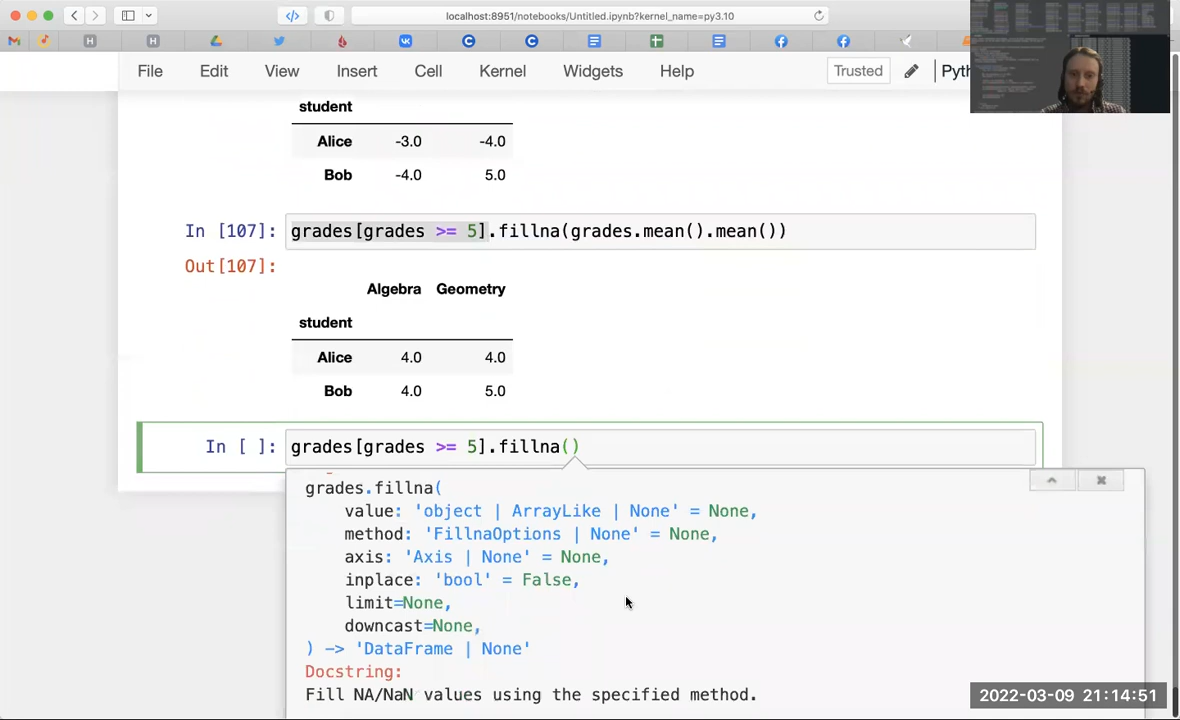 localhost:8951/notebooks/Untitled.ipynb?kernel_name=py3.10
File Edit View Insert Cell Kernel Widgets Help Trusted Pyth
student
Alice -3.0 -4.0
Bob -4.0 5.0
In [107]: grades[grades >= 5].fillna(grades.mean().mean())
Out[107]:
Algebra Geometry
student
Alice 4.0 4.0
Bob 4.0 5.0
In [ ]: grades[grades >= 5].fillna()
grades.fillna(
value: 'object | ArrayLike | None' = None,
method: 'FillnaOptions | None' = None,
axis: 'Axis | None' = None,
inplace: 'bool' = False,
limit=None,
downcast=None,
) -> 'DataFrame | None'
Docstring:
Fill NA/NaN values using the specified method.
2022-03-09 21:14:51